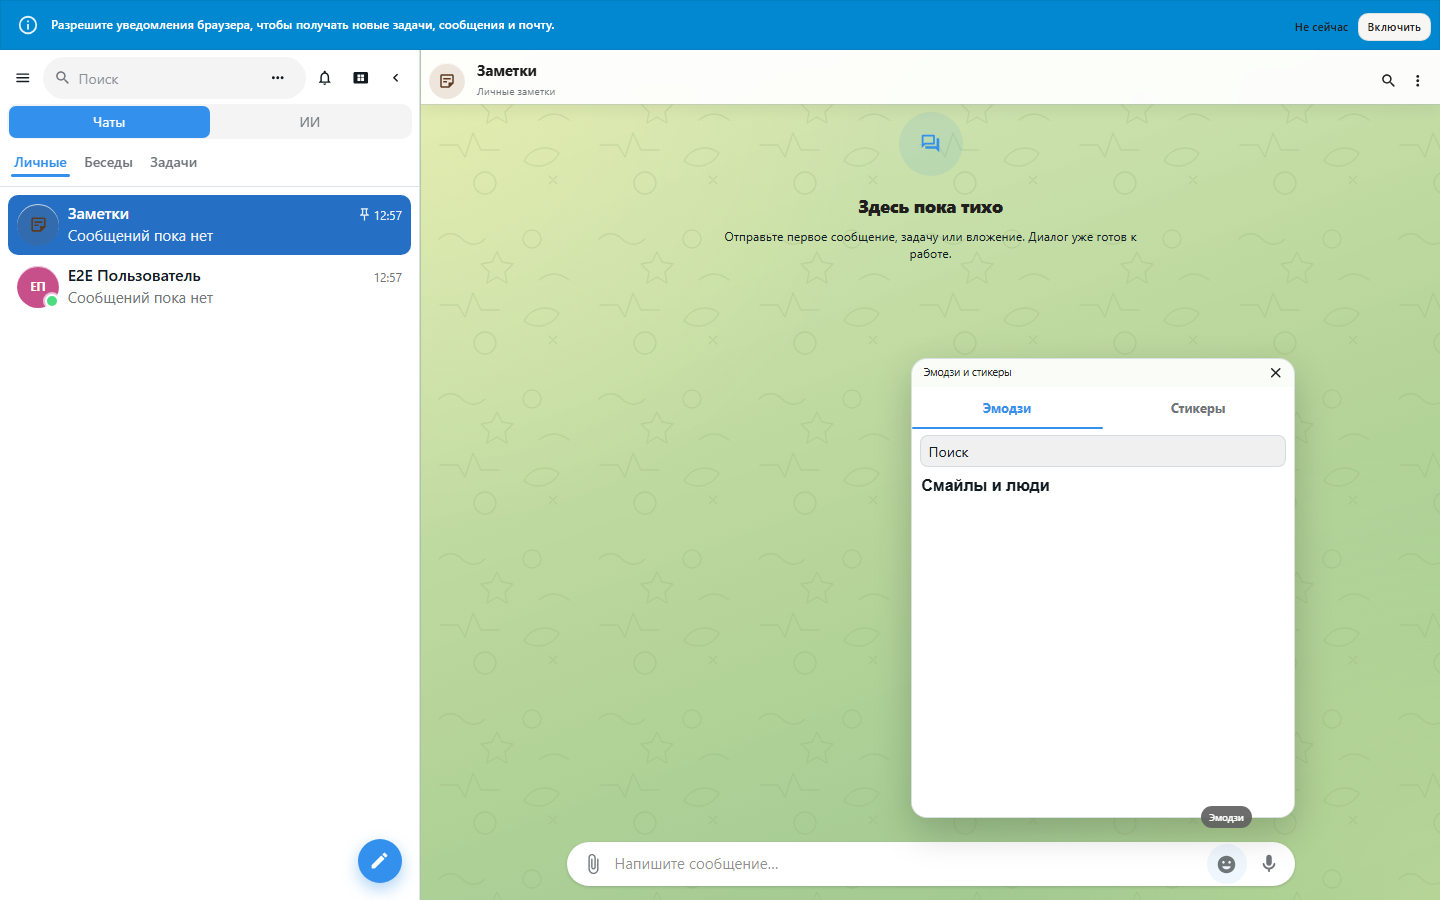 Разрешите уведомления браузера, чтобы получать новые задачи, сообщения и почту.
Не сейчас
Включить
Поиск
Чаты
ИИ
Личные
Беседы
Задачи
Заметки
12:57
Сообщений пока нет
ЕП
E2E Пользователь
12:57
Сообщений пока нет
Заметки
Личные заметки
Здесь пока тихо
Отправьте первое сообщение, задачу или вложение. Диалог уже готов к
работе.
Эмодзи и стикеры
Эмодзи
Стикеры
Поиск
Смайлы и люди
Эмодзи
Напишите сообщение...